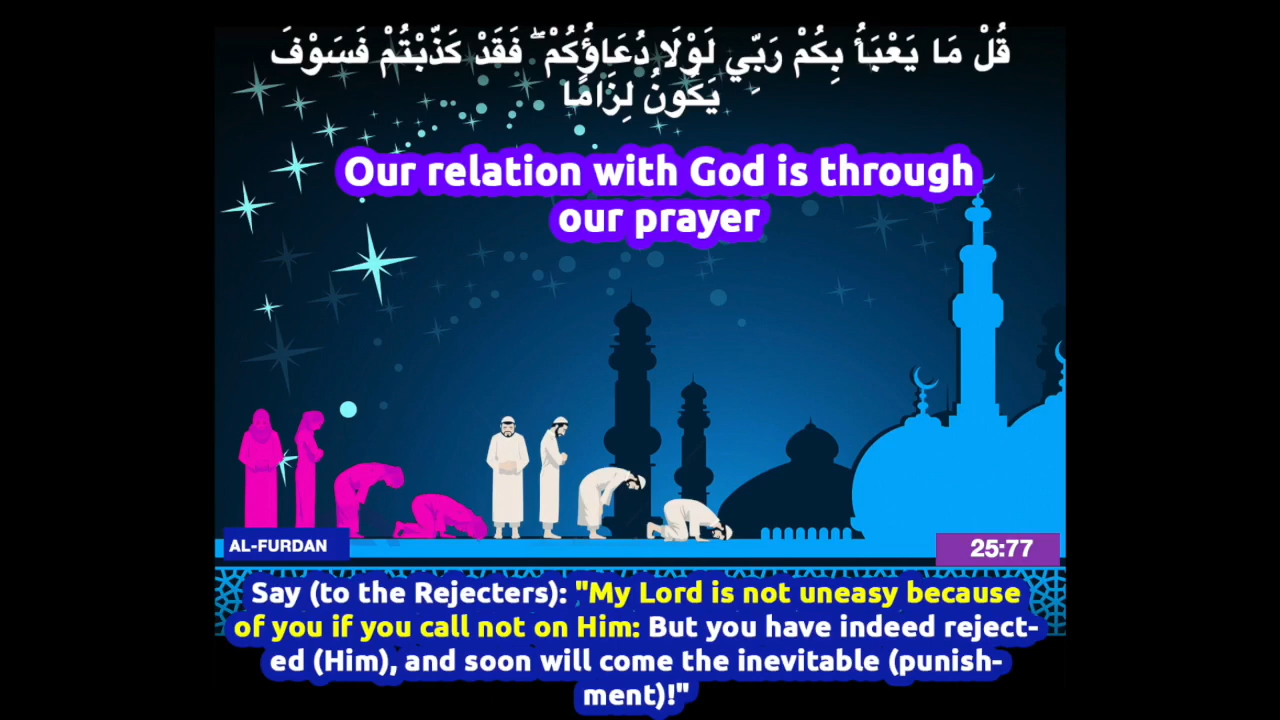 قُلْ مَا يَعْبَأُ بِكُمْ رَبِّي لَوْلَا دُعَاؤُكُمْ ۖ فَقَدْ كَذَّبْتُمْ فَسَوْفَ
يَكُونُ لِزَامًا
Our relation with God is through
our prayer
AL-FURDAN
25:77
Say (to the Rejecters): "My Lord is not uneasy because
of you if you call not on Him: But you have indeed reject-
ed (Him), and soon will come the inevitable (punish-
ment)!"